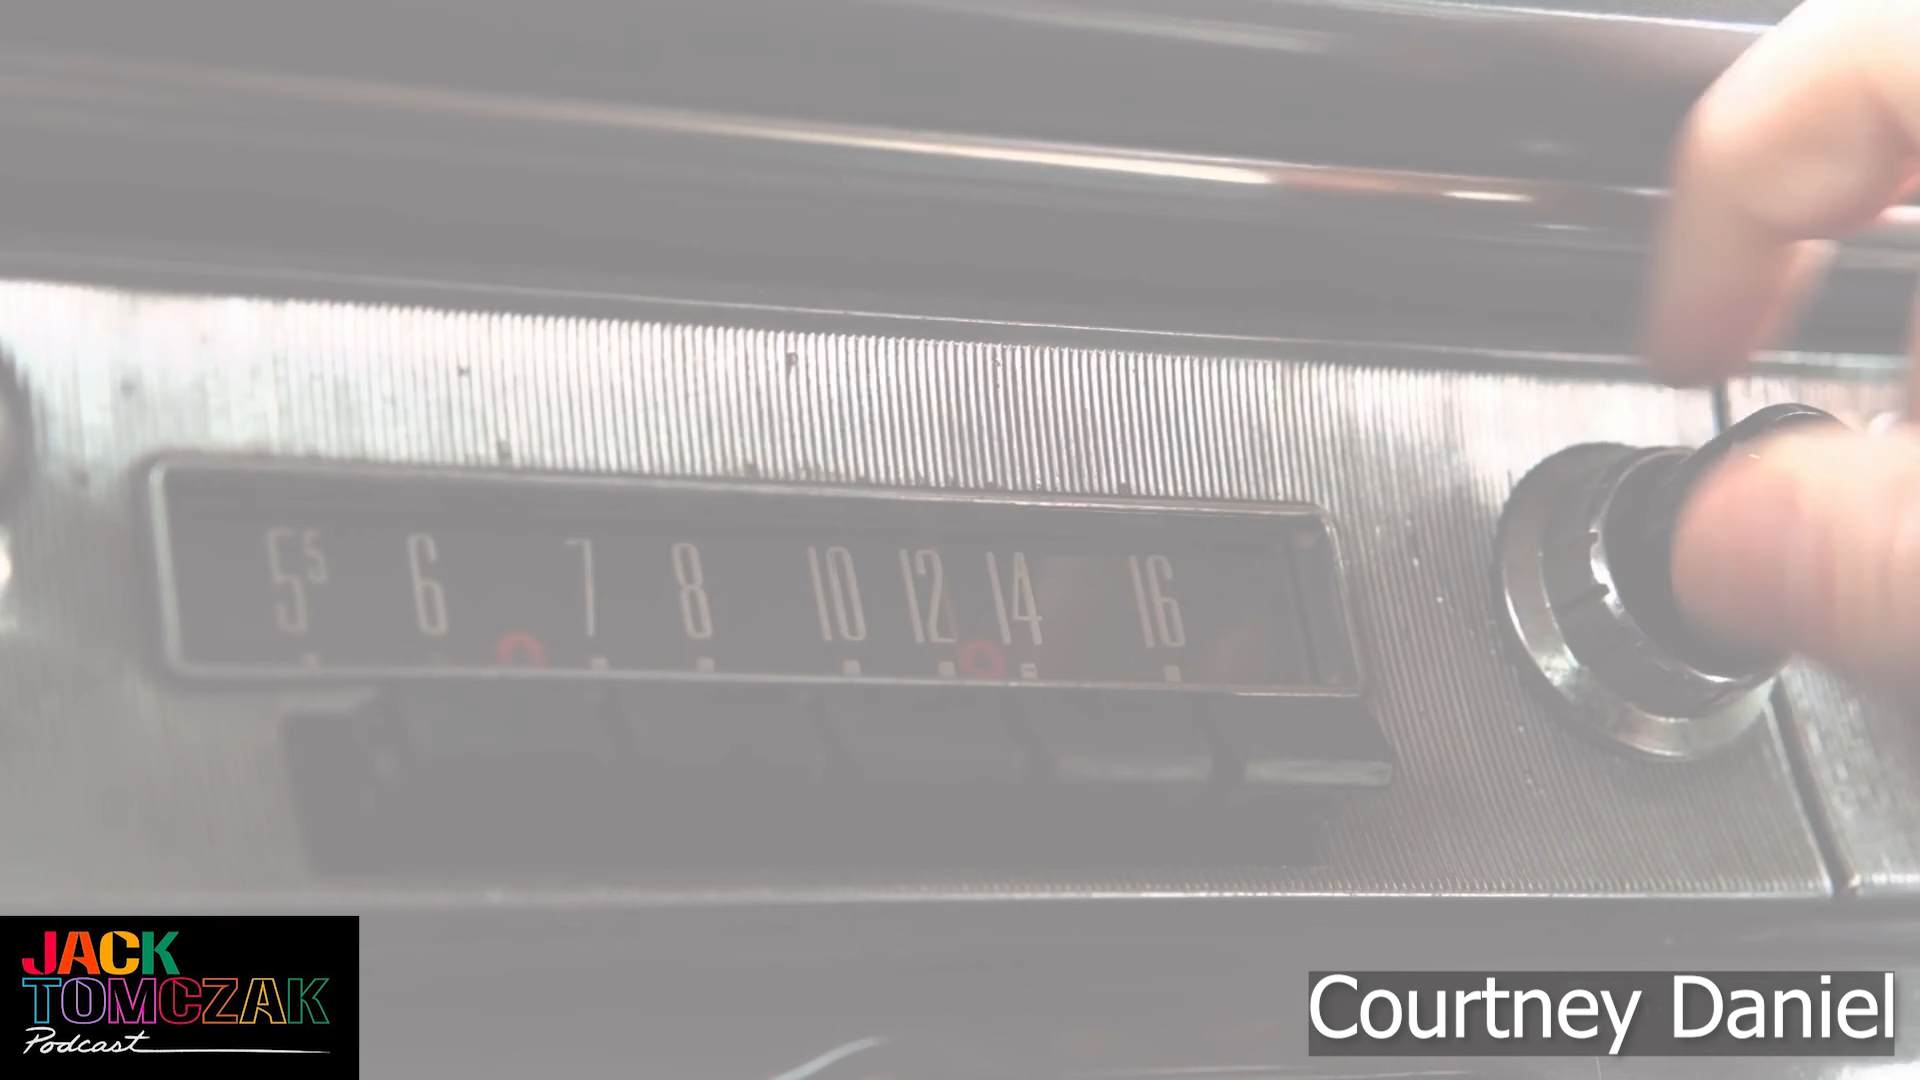 5⁵ 6 7 8 10 12 14 16
JACK
TOMCZAK
Podcast
Courtney Daniel